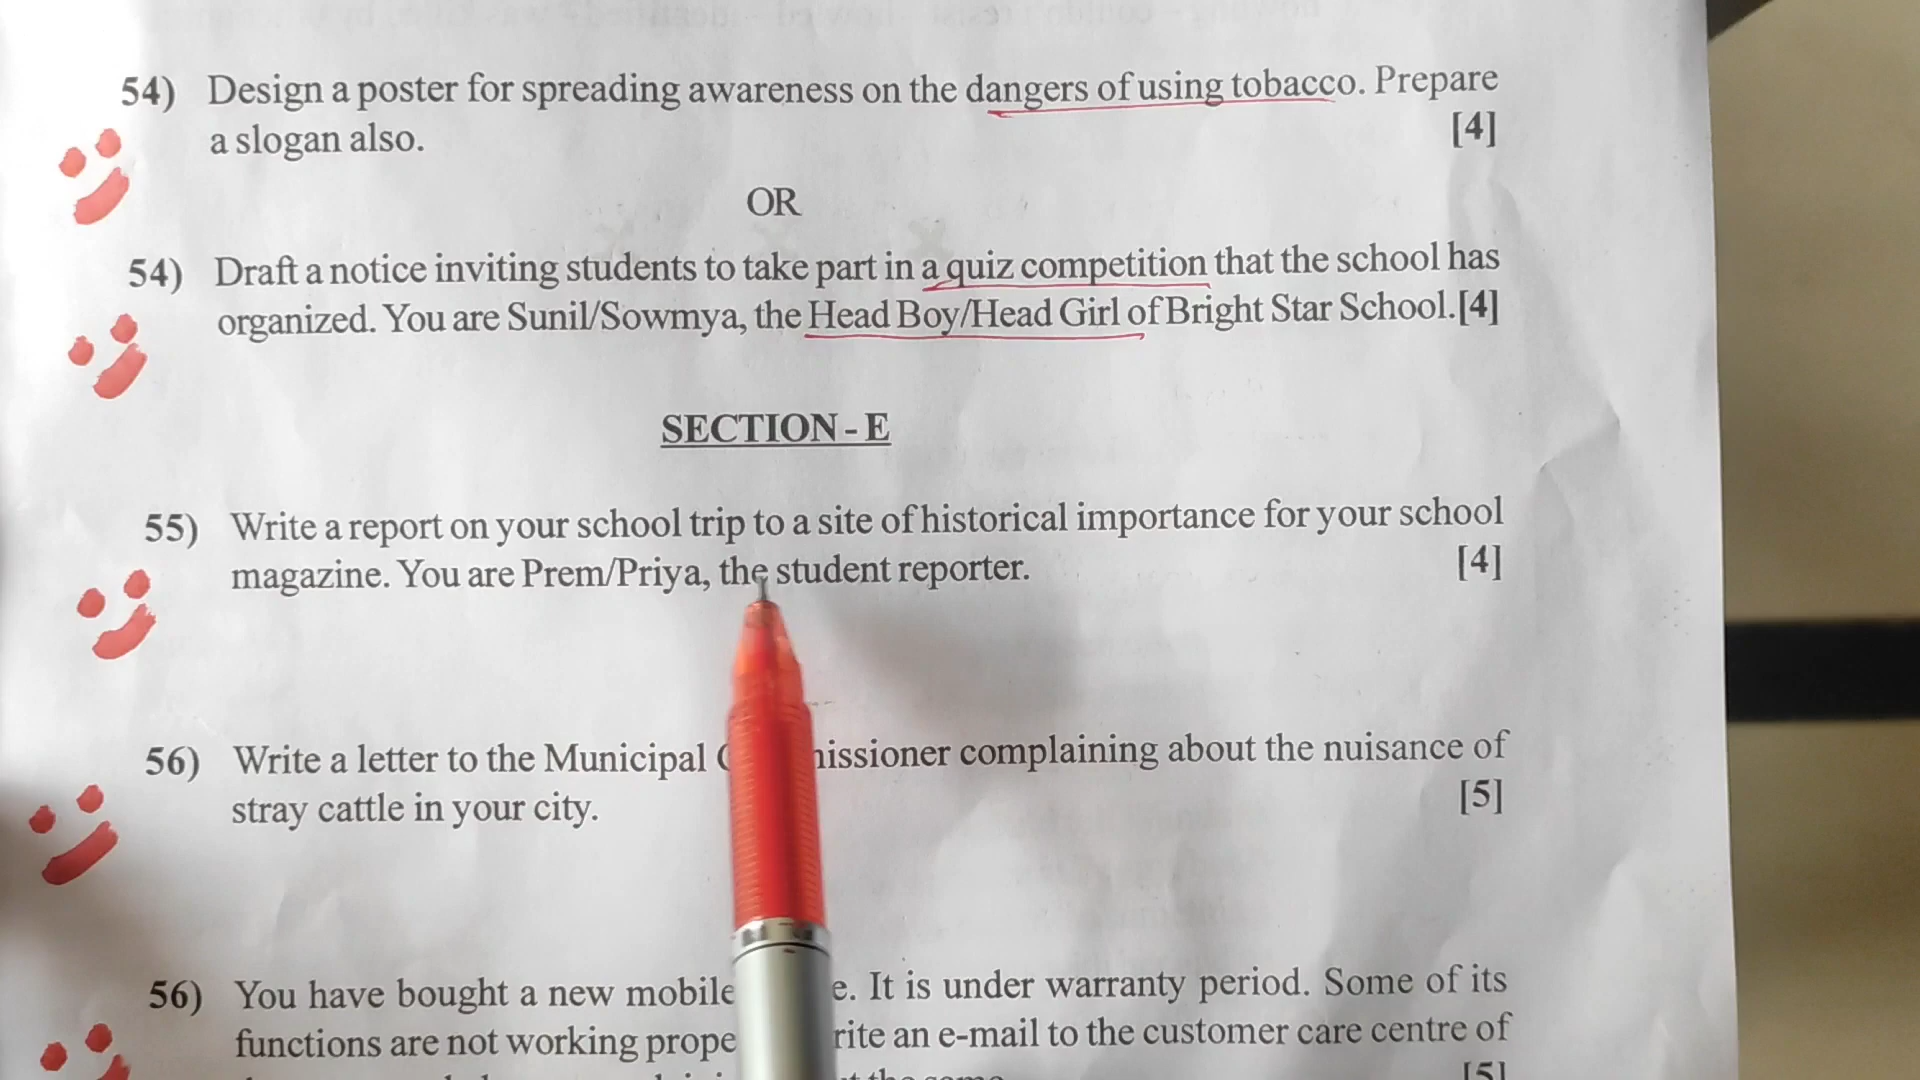 54) Design a poster for spreading awareness on the dangers of using tobacco. Prepare
a slogan also. [4]
OR
54) Draft a notice inviting students to take part in a quiz competition that the school has
organized. You are Sunil/Sowmya, the Head Boy/Head Girl of Bright Star School.[4]
SECTION - E
55) Write a report on your school trip to a site of historical importance for your school
magazine. You are Prem/Priya, the student reporter. [4]
56) Write a letter to the Municipal complaining about the nuisance of
stray cattle in your city. [5]
56) You have bought a new mobile It is under warranty period. Some of its
functions are not working an e-mail to the customer care centre of
[5]